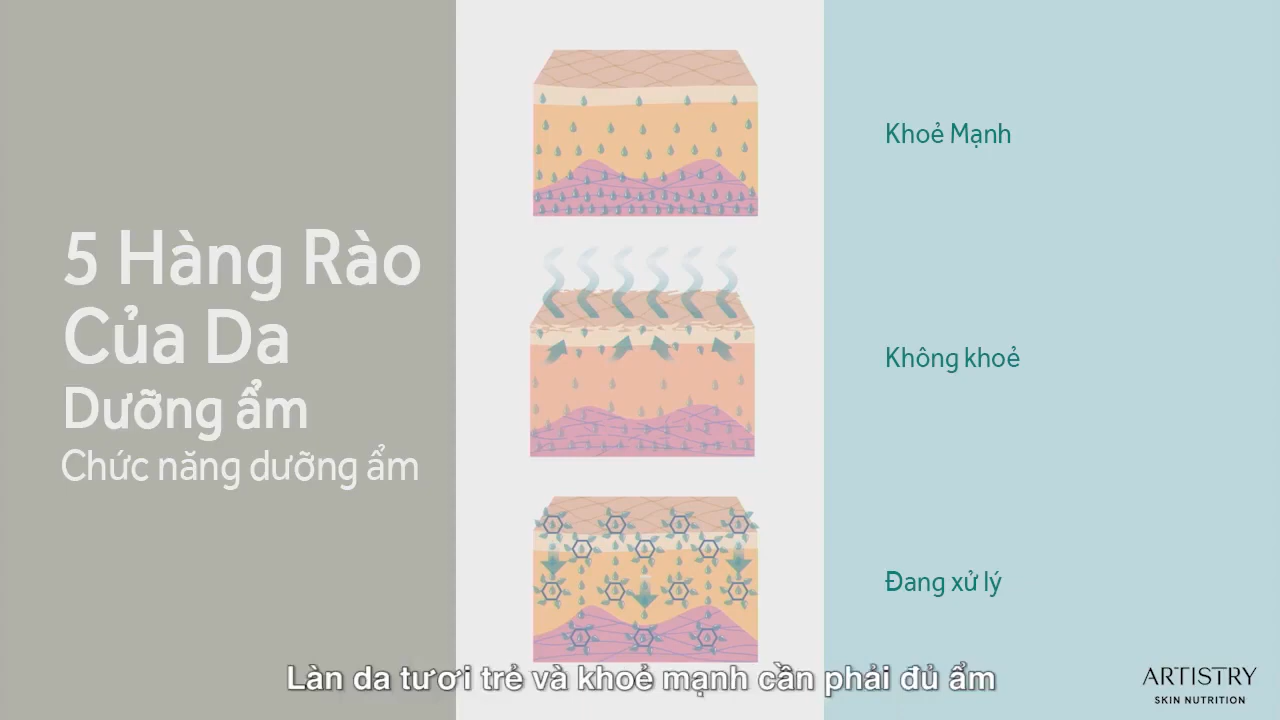 5 Hàng Rào
Của Da
Dưỡng ẩm
Chức năng dưỡng ẩm
Khoẻ Mạnh
Không khoẻ
Đang xử lý
Làn da tươi trẻ và khoẻ mạnh cần phải đủ ẩm
ARTISTRY
SKIN NUTRITION